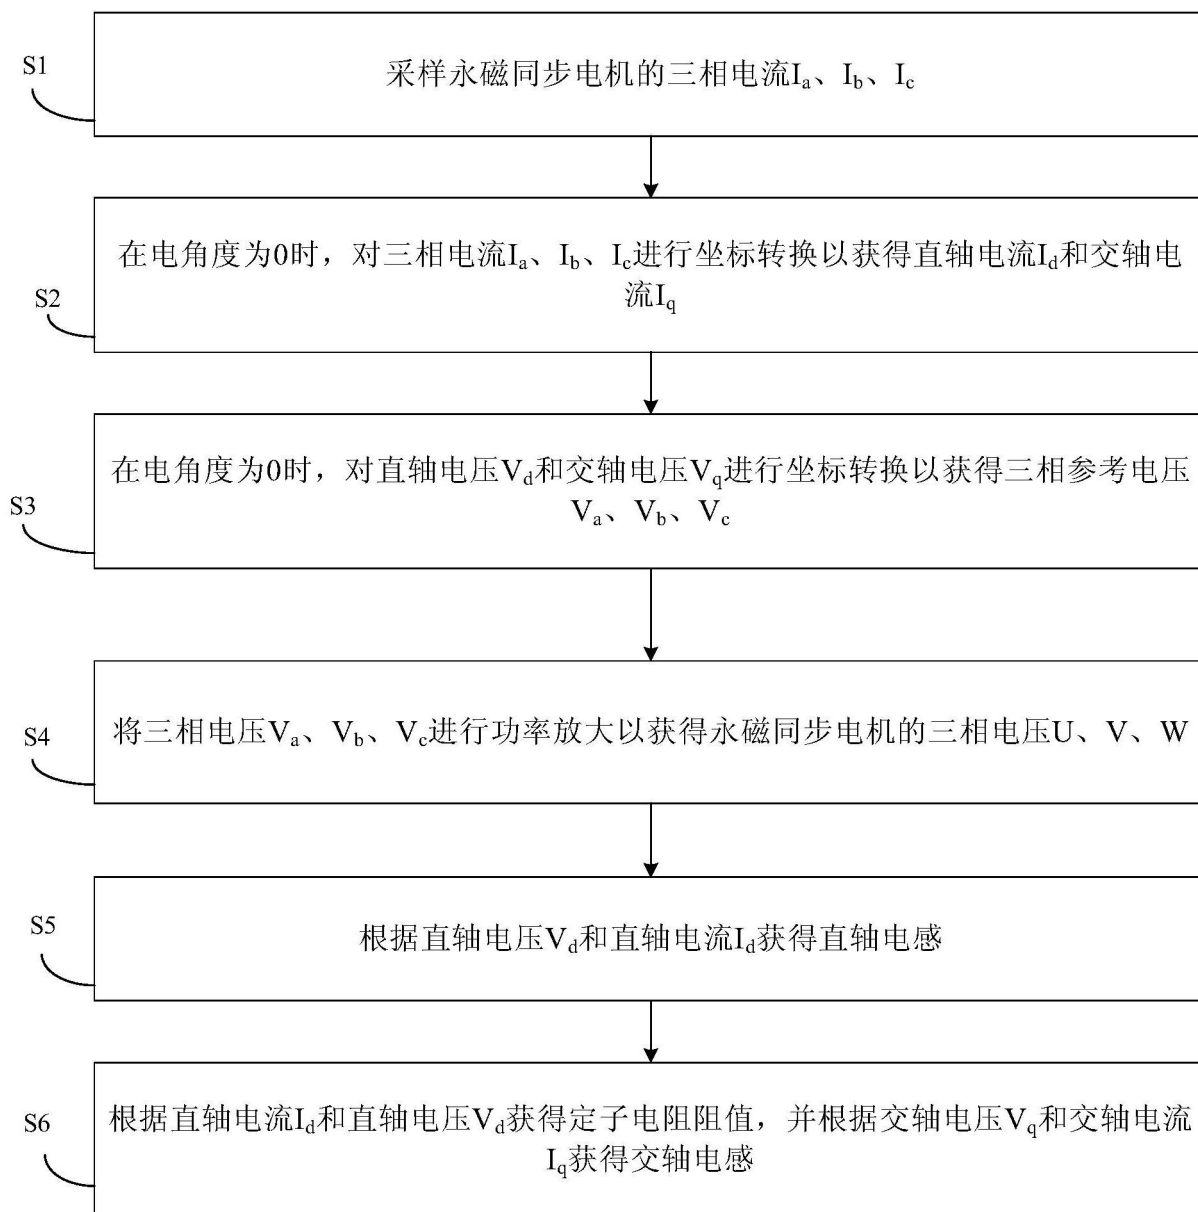 S1
采样永磁同步电机的三相电流Ia、Ib、Ic
在电角度为0时，对三相电流Ia、Ib、Ic进行坐标转换以获得直轴电流Id和交轴电
流Iq
S2
在电角度为0时，对直轴电压Vd和交轴电压Vq进行坐标转换以获得三相参考电压
Va、Vb、Vc
S3
将三相电压Va、Vb、Vc进行功率放大以获得永磁同步电机的三相电压U、V、W
S4
S5
根据直轴电压Vd和直轴电流Id获得直轴电感
S6
根据直轴电流Id和直轴电压Vd获得定子电阻阻值，并根据交轴电压Vq和交轴电流
Iq获得交轴电感